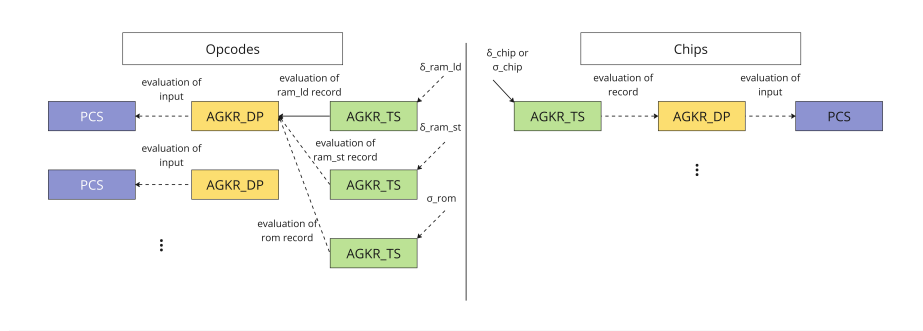 Opcodes
evaluation of
input
evaluation of
ram_ld record
δ_ram_ld
PCS
AGKR_DP
AGKR_TS
δ_ram_st
evaluation of
input
evaluation of
ram_st record
PCS
AGKR_DP
AGKR_TS
σ_rom
evaluation of
rom record
AGKR_TS
Chips
δ_chip or
σ_chip
evaluation of
record
evaluation of
input
AGKR_TS
AGKR_DP
PCS